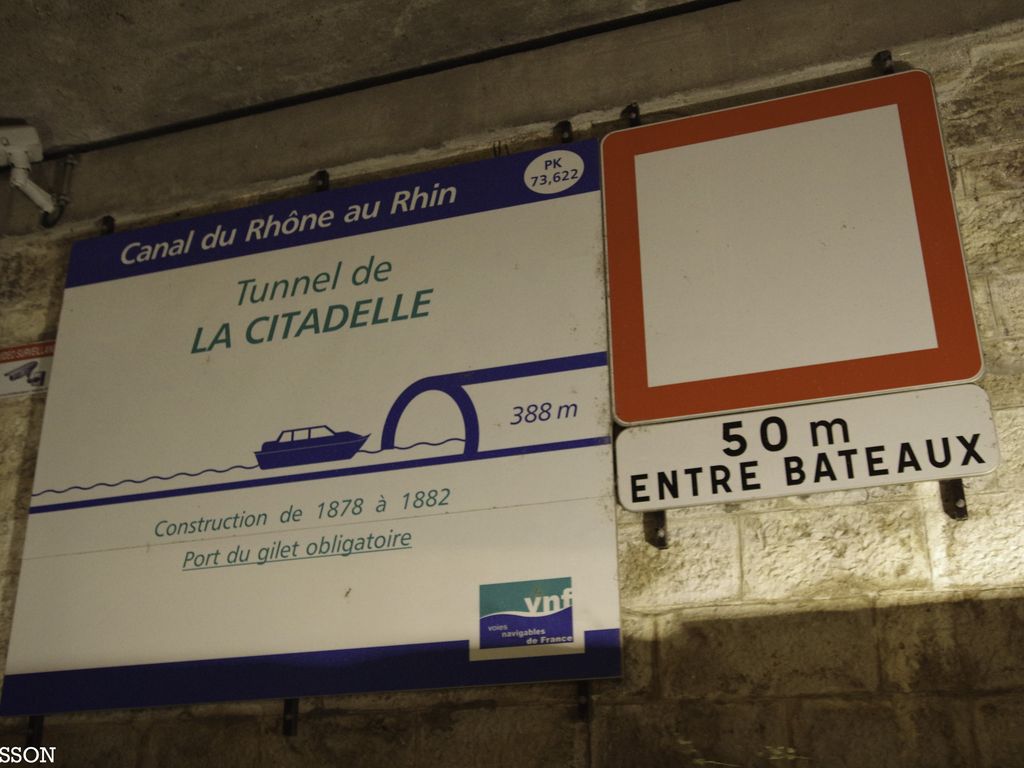 Canal du Rhône au Rhin
PK
73,622
Tunnel de
LA CITADELLE
388 m
Construction de 1878 à 1882
Port du gilet obligatoire
vnf
voies
navigables
de France
50 m
ENTRE BATEAUX
SSON